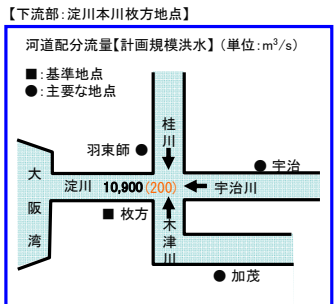 【下流部：淀川本川枚方地点】
河道配分流量【計画規模洪水】（単位：m³/s）
■：基準地点
●：主要な地点
桂川
羽束師●
●宇治
大阪湾
淀川 10,900(200)
宇治川
■枚方
木津川
●加茂